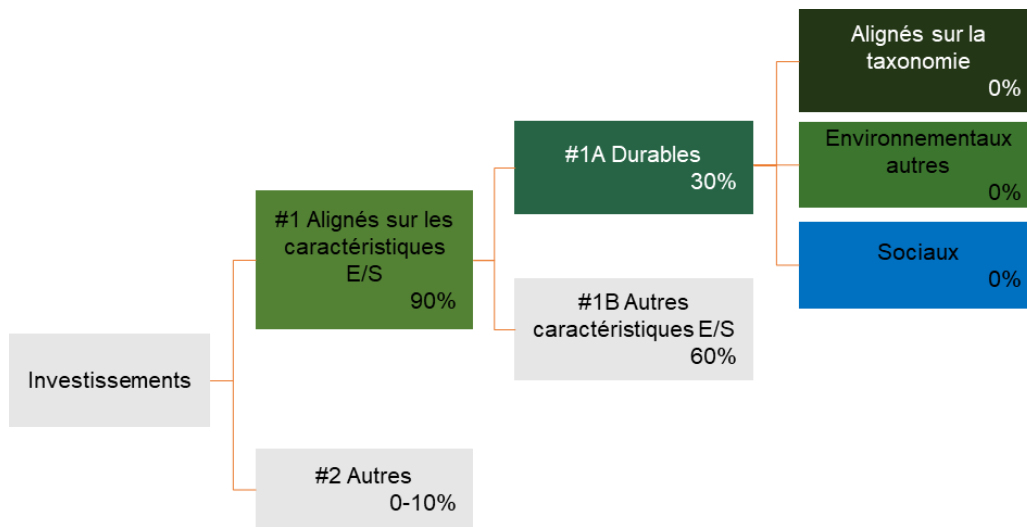 Investissements
#1 Alignés sur les
caractéristiques
E/S
90%
#2 Autres
0-10%
#1A Durables
30%
#1B Autres
caractéristiques E/S
60%
Alignés sur la
taxonomie
0%
Environnementaux
autres
0%
Sociaux
0%